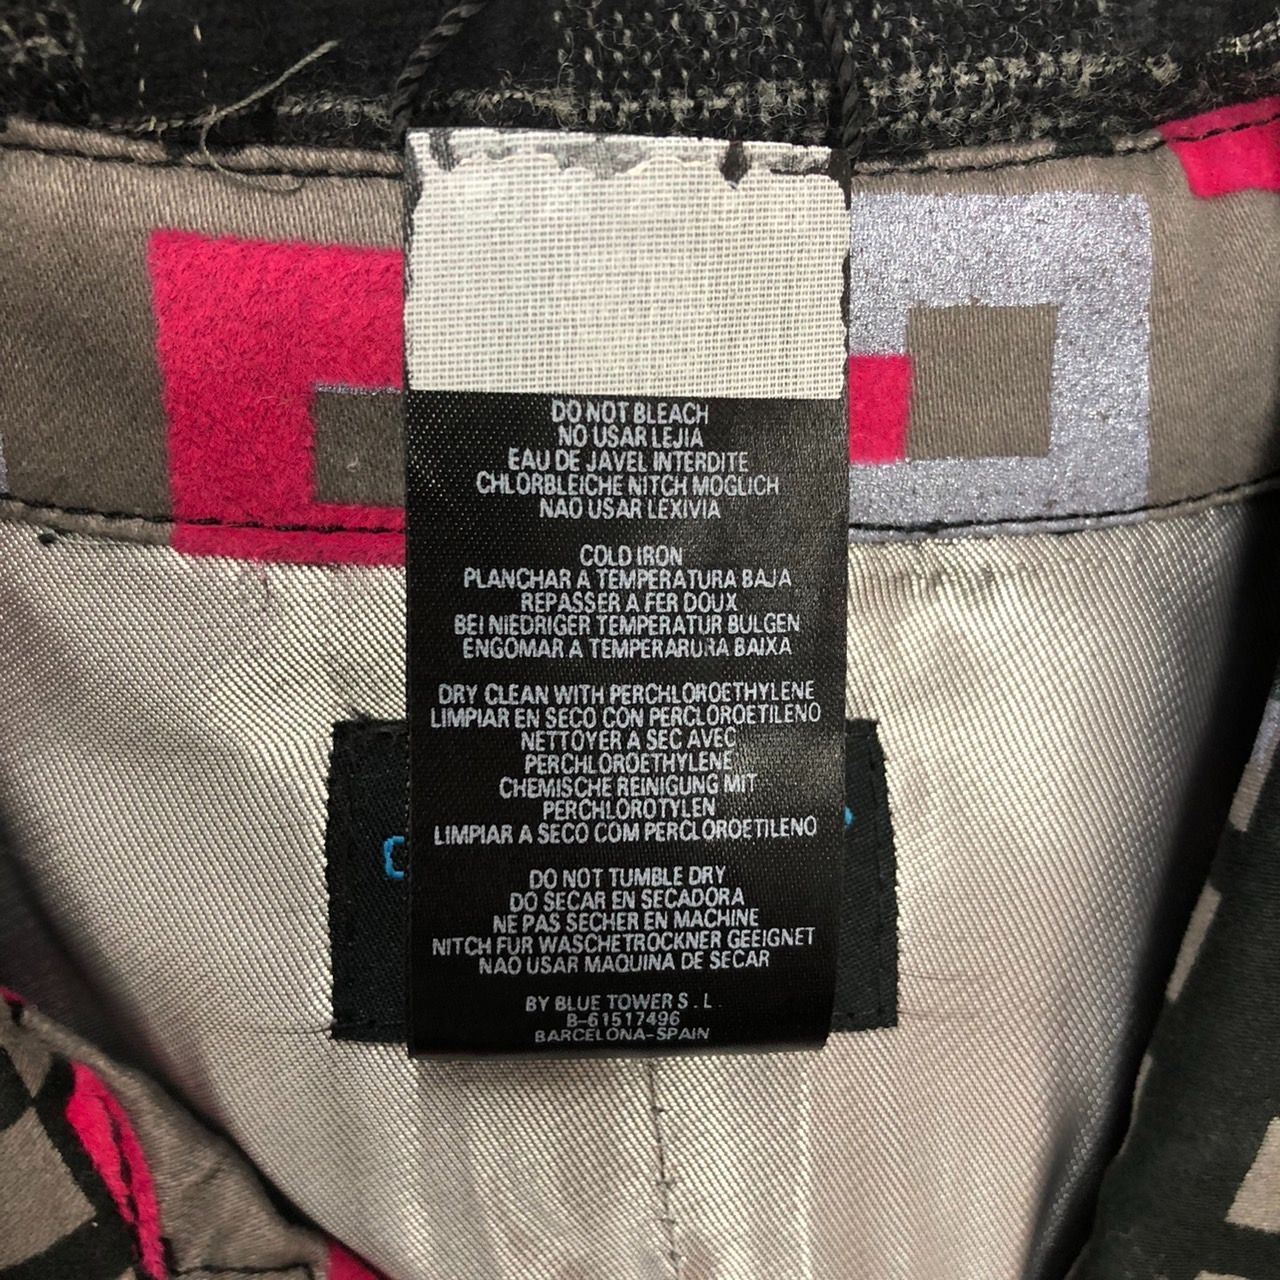 DO NOT BLEACH
NO USAR LEJIA
EAU DE JAVEL INTERDITE
CHLORBLEICHE NITCH MOGLICH
NAO USAR LEXIVIA
COLD IRON
PLANCHAR A TEMPERATURA BAJA
REPASSER A FER DOUX
BEI NIEDRIGER TEMPERATUR BULGEN
ENGOMAR A TEMPERARURA BAIXA
DRY CLEAN WITH PERCHLOROETHYLENE
LIMPIAR EN SECO CON PERCLOROETILENO
NETTOYER A SEC AVEC
PERCHLOROETHYLENE
CHEMISCHE REINIGUNG MIT
PERCHLOROTYLEN
LIMPIAR A SECO COM PERCLOROETILENO
DO NOT TUMBLE DRY
DO SECAR EN SECADORA
NE PAS SECHER EN MACHINE
NITCH FUR WASCHETROCKNER GEEIGNET
NAO USAR MAQUINA DE SECAR
BY BLUE TOWER S.L.
B-61517496
BARCELONA-SPAIN